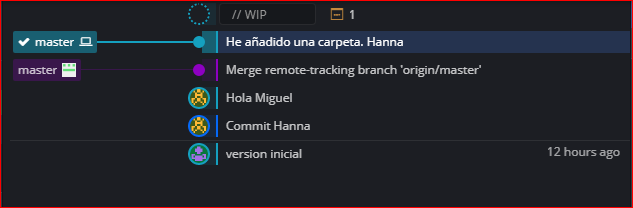 // WIP 1
master He añadido una carpeta. Hanna
master Merge remote-tracking branch 'origin/master'
Hola Miguel
Commit Hanna
version inicial 12 hours ago